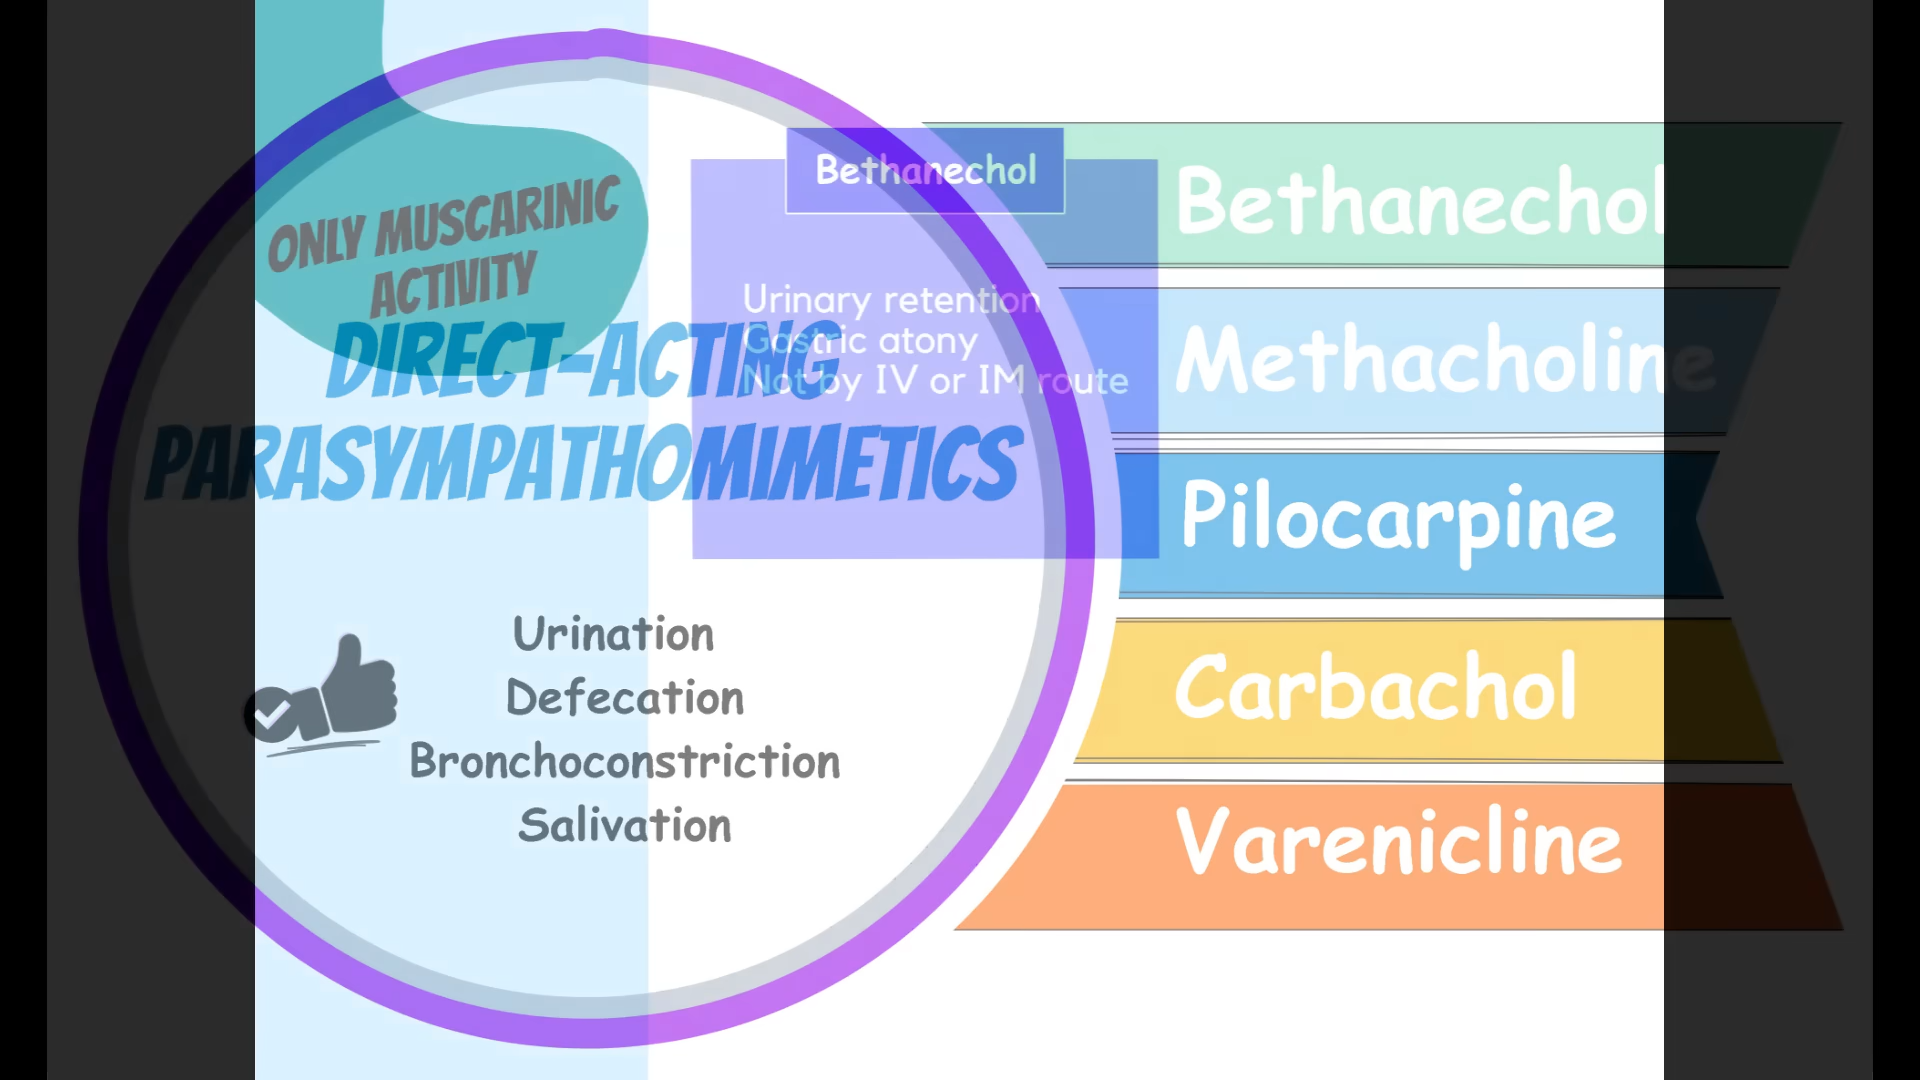 ONLY MUSCARINIC
ACTIVITY
DIRECT-ACTING
PARASYMPATHOMIMETICS
Bethanechol
Urinary retention
Gastric atony
Not by IV or IM route
Urination
Defecation
Bronchoconstriction
Salivation
Bethanechol
Methacholine
Pilocarpine
Carbachol
Varenicline